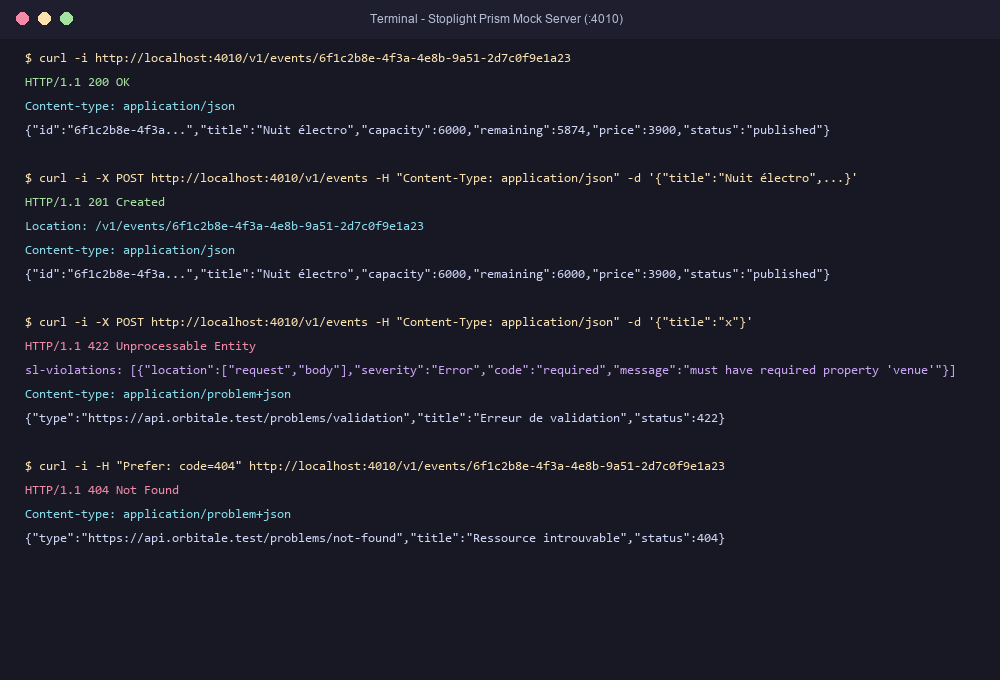 Terminal - Stoplight Prism Mock Server (:4010)
$ curl -i http://localhost:4010/v1/events/6f1c2b8e-4f3a-4e8b-9a51-2d7c0f9e1a23
HTTP/1.1 200 OK
Content-type: application/json
{"id":"6f1c2b8e-4f3a...","title":"Nuit électro","capacity":6000,"remaining":5874,"price":3900,"status":"published"}
$ curl -i -X POST http://localhost:4010/v1/events -H "Content-Type: application/json" -d '{"title":"Nuit électro",...}'
HTTP/1.1 201 Created
Location: /v1/events/6f1c2b8e-4f3a-4e8b-9a51-2d7c0f9e1a23
Content-type: application/json
{"id":"6f1c2b8e-4f3a...","title":"Nuit électro","capacity":6000,"remaining":6000,"price":3900,"status":"published"}
$ curl -i -X POST http://localhost:4010/v1/events -H "Content-Type: application/json" -d '{"title":"x"}'
HTTP/1.1 422 Unprocessable Entity
sl-violations: [{"location":["request","body"],"severity":"Error","code":"required","message":"must have required property 'venue'"}]
Content-type: application/problem+json
{"type":"https://api.orbitale.test/problems/validation","title":"Erreur de validation","status":422}
$ curl -i -H "Prefer: code=404" http://localhost:4010/v1/events/6f1c2b8e-4f3a-4e8b-9a51-2d7c0f9e1a23
HTTP/1.1 404 Not Found
Content-type: application/problem+json
{"type":"https://api.orbitale.test/problems/not-found","title":"Ressource introuvable","status":404}